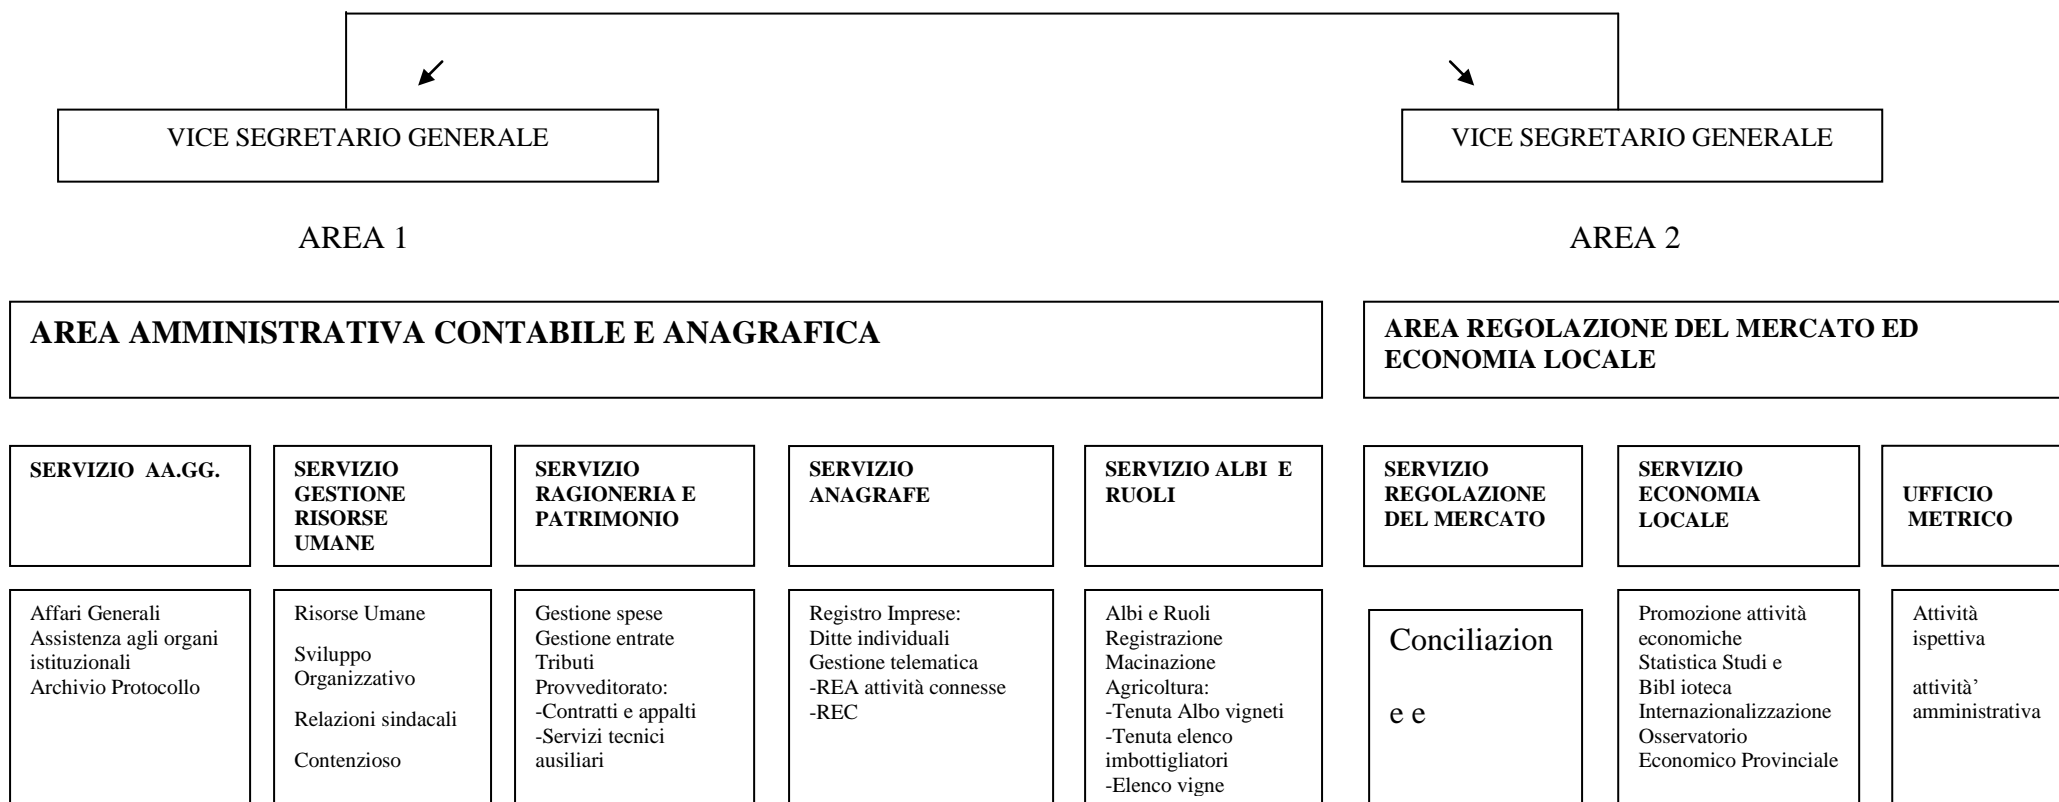 VICE SEGRETARIO GENERALE
VICE SEGRETARIO GENERALE
AREA 1
AREA 2
AREA AMMINISTRATIVA CONTABILE E ANAGRAFICA
AREA REGOLAZIONE DEL MERCATO ED
ECONOMIA LOCALE
SERVIZIO AA.GG.
SERVIZIO
GESTIONE
RISORSE
UMANE
SERVIZIO
RAGIONERIA E
PATRIMONIO
SERVIZIO
ANAGRAFE
SERVIZIO ALBI E
RUOLI
SERVIZIO
REGOLAZIONE
DEL MERCATO
SERVIZIO
ECONOMIA
LOCALE
UFFICIO
METRICO
Affari Generali
Assistenza agli organi
istituzionali
Archivio Protocollo
Risorse Umane
Sviluppo
Organizzativo
Relazioni sindacali
Contenzioso
Gestione spese
Gestione entrate
Tributi
Provveditorato:
-Contratti e appalti
-Servizi tecnici
ausiliari
Registro Imprese:
Ditte individuali
Gestione telematica
-REA attività connesse
-REC
Albi e Ruoli
Registrazione
Macinazione
Agricoltura:
-Tenuta Albo vigneti
-Tenuta elenco
imbottigliatori
-Elenco vigne
Conciliazion
e e
Promozione attività
economiche
Statistica Studi e
Bibl ioteca
Internazionalizzazione
Osservatorio
Economico Provinciale
Attività
ispettiva
attività’
amministrativa